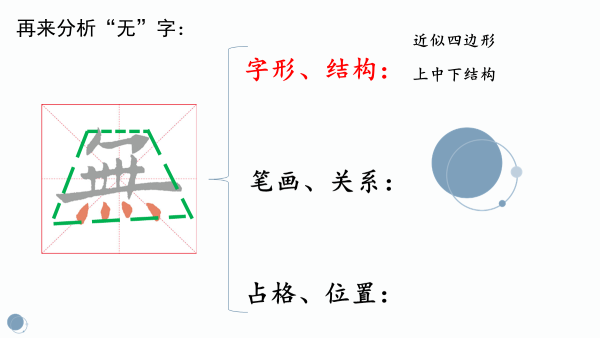 再来分析“无”字：
近似四边形
字形、结构：
上中下结构
無
笔画、关系：
占格、位置：